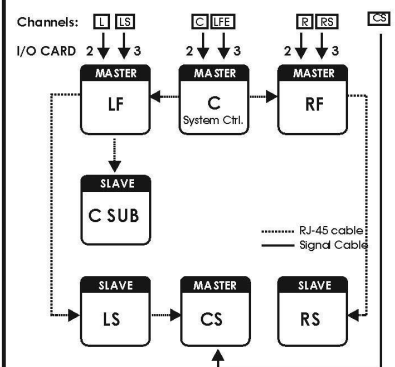 Channels: L LS C LFE R RS CS
I/O CARD 2 3 2 3 2 3
MASTER MASTER MASTER
LF C RF
System Ctrl.
SLAVE
C SUB
RJ-45 cable
Signal Cable
SLAVE MASTER SLAVE
LS CS RS